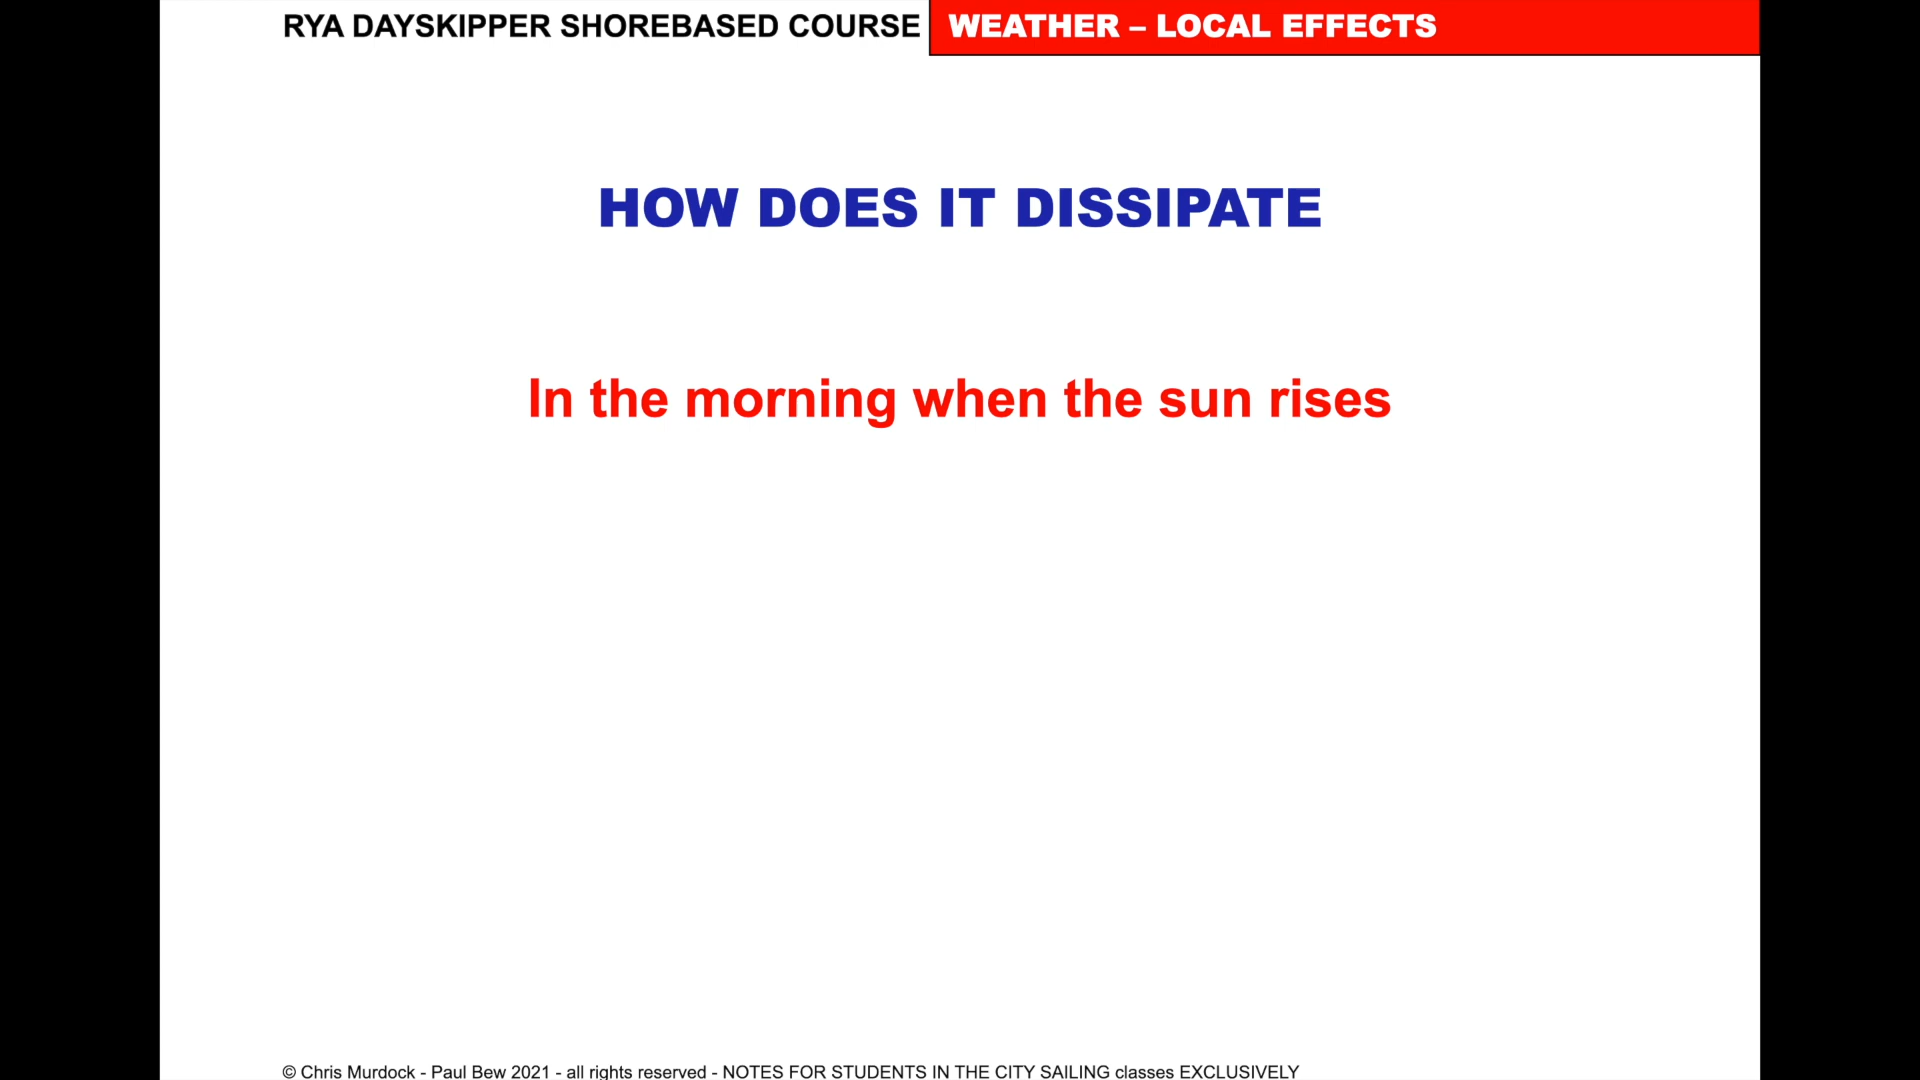 RYA DAYSKIPPER SHOREBASED COURSE WEATHER – LOCAL EFFECTS
HOW DOES IT DISSIPATE
In the morning when the sun rises
© Chris Murdock - Paul Bew 2021 - all rights reserved - NOTES FOR STUDENTS IN THE CITY SAILING classes EXCLUSIVELY